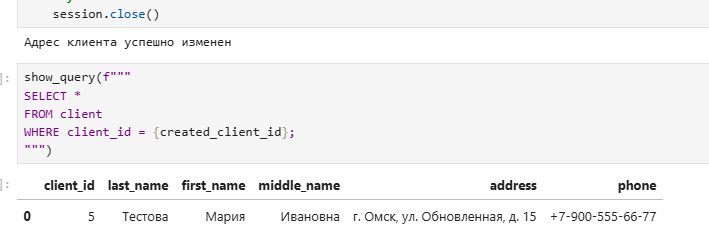 session.close()
Адрес клиента успешно изменен
]:
show_query(f"""
SELECT *
FROM client
WHERE client_id = {created_client_id};
""")
]:
client_id last_name first_name middle_name address phone
0 5 Тестова Мария Ивановна г. Омск, ул. Обновленная, д. 15 +7-900-555-66-77